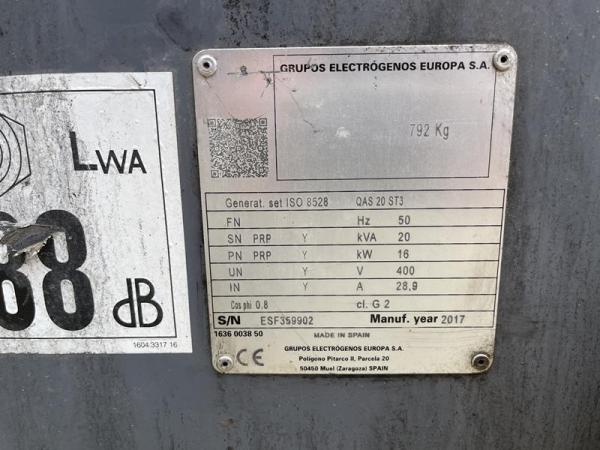 GRUPOS ELECTRÓGENOS EUROPA S.A.
792 Kg
Generat. set ISO 8528 QAS 20 ST3
FN Hz 50
SN PRP Y kVA 20
PN PRP Y kW 16
UN Y V 400
IN Y A 28,9
Cos phi 0.8 cl. G 2
S/N ESF359902 Manuf. year 2017
1636 0038 50 MADE IN SPAIN
CE
GRUPOS ELECTRÓGENOS EUROPA S.A.
Polígono Pitarco II, Parcela 20
50450 Muel (Zaragoza) SPAIN
LWA
dB
1604 3317 16